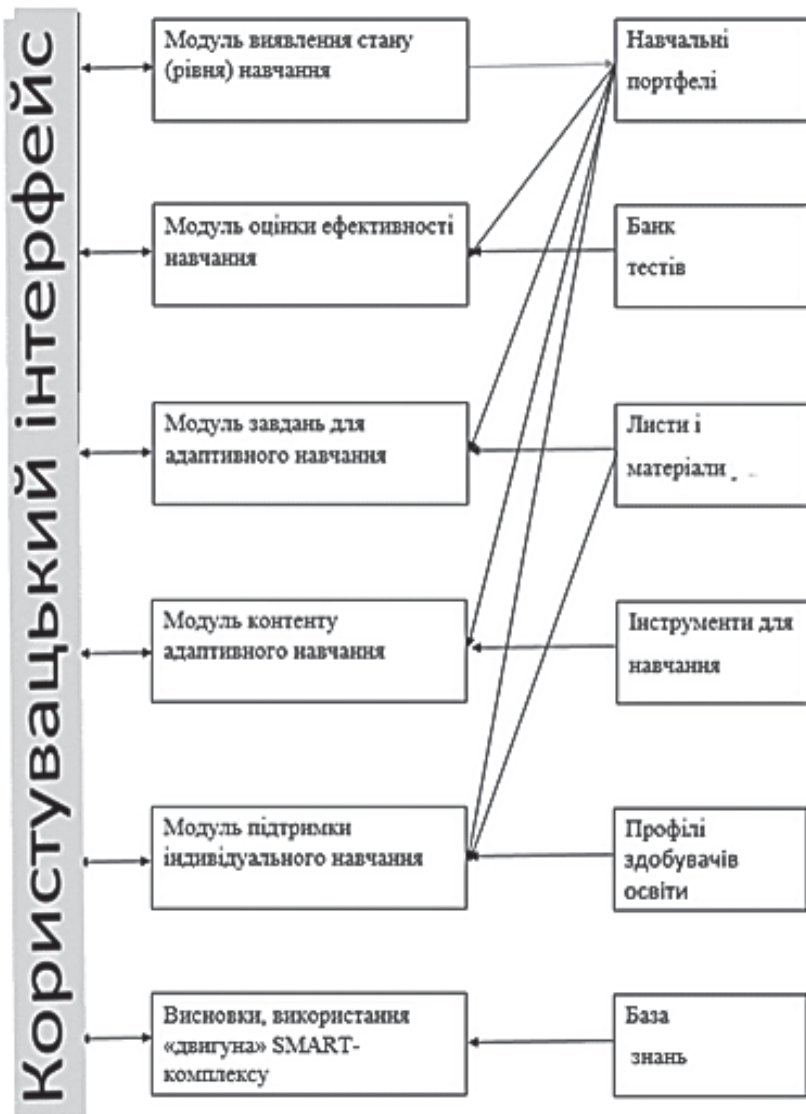 Користувацький інтерфейс
Модуль виявлення стану
(рівня) навчання
Навчальні
портфелі
Модуль оцінки ефективності
навчання
Банк
тестів
Модуль завдань для
адаптивного навчання
Листи і
матеріали
Модуль контенту
адаптивного навчання
Інструменти для
навчання
Модуль підтримки
індивідуального навчання
Профілі
здобувачів
освіти
Висновки, використання
«двигуна» SMART-
комплексу
База
знань